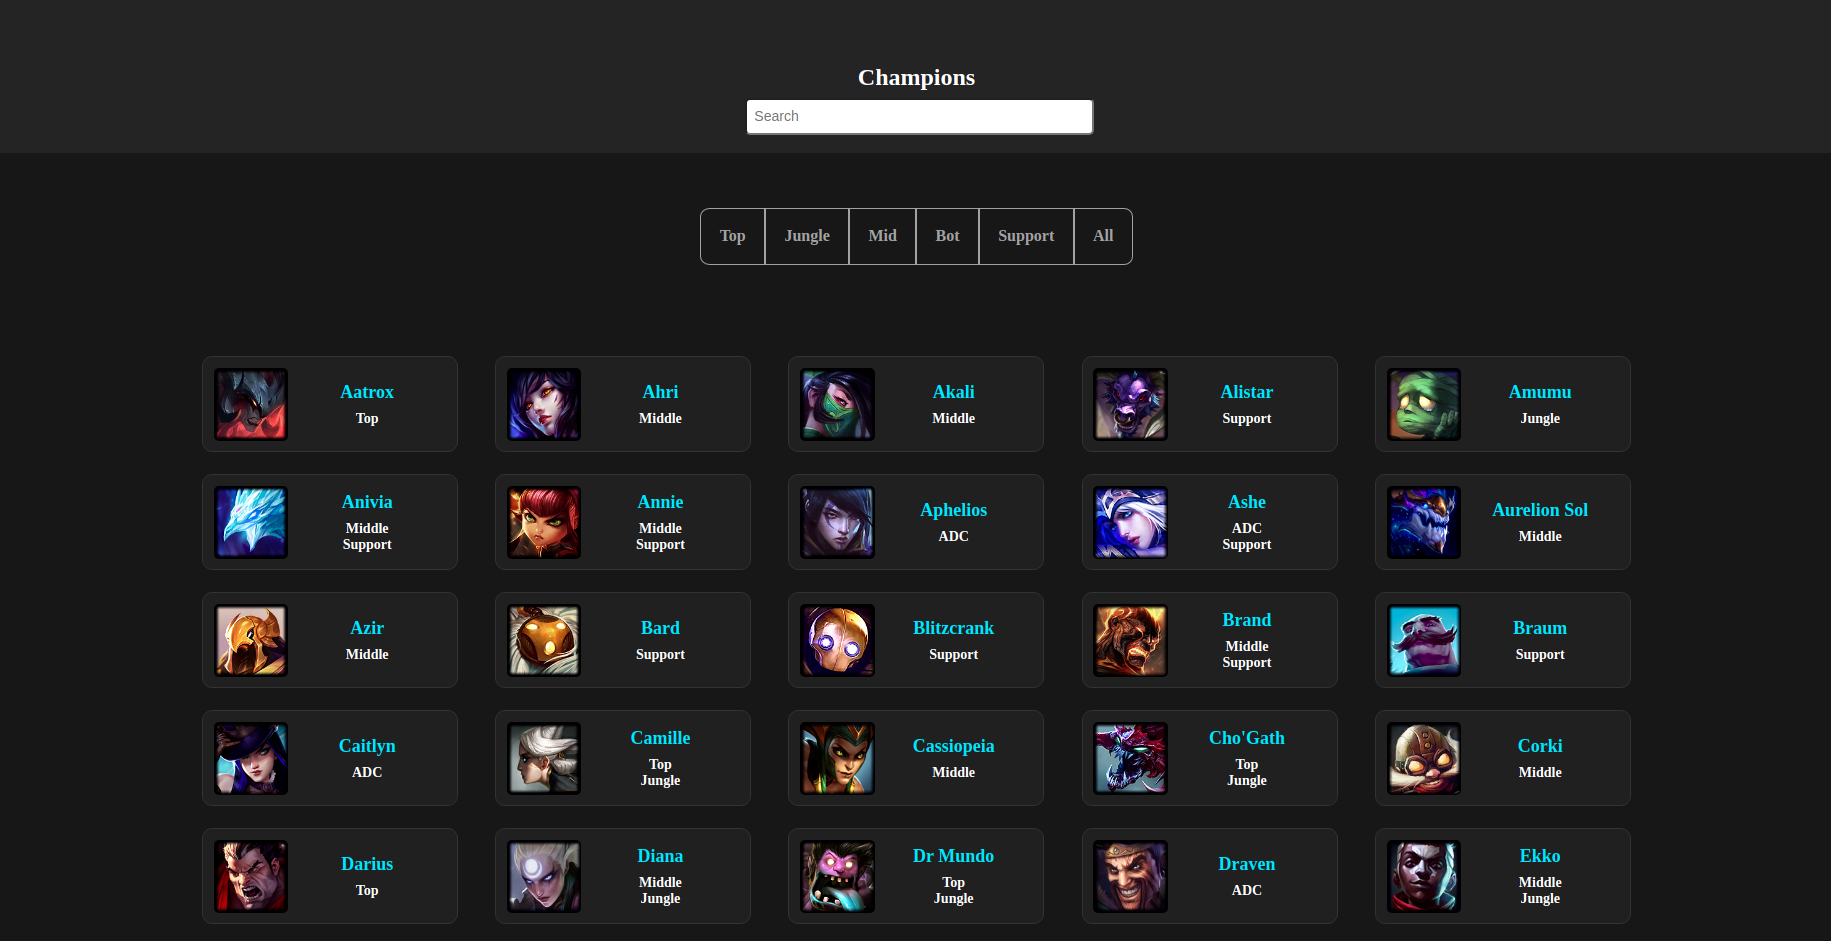 Champions
Search
Top Jungle Mid Bot Support All
Aatrox
Top
Ahri
Middle
Akali
Middle
Alistar
Support
Amumu
Jungle
Anivia
Middle
Support
Annie
Middle
Support
Aphelios
ADC
Ashe
ADC
Support
Aurelion Sol
Middle
Azir
Middle
Bard
Support
Blitzcrank
Support
Brand
Middle
Support
Braum
Support
Caitlyn
ADC
Camille
Top
Jungle
Cassiopeia
Middle
Cho'Gath
Top
Jungle
Corki
Middle
Darius
Top
Diana
Middle
Jungle
Dr Mundo
Top
Jungle
Draven
ADC
Ekko
Middle
Jungle